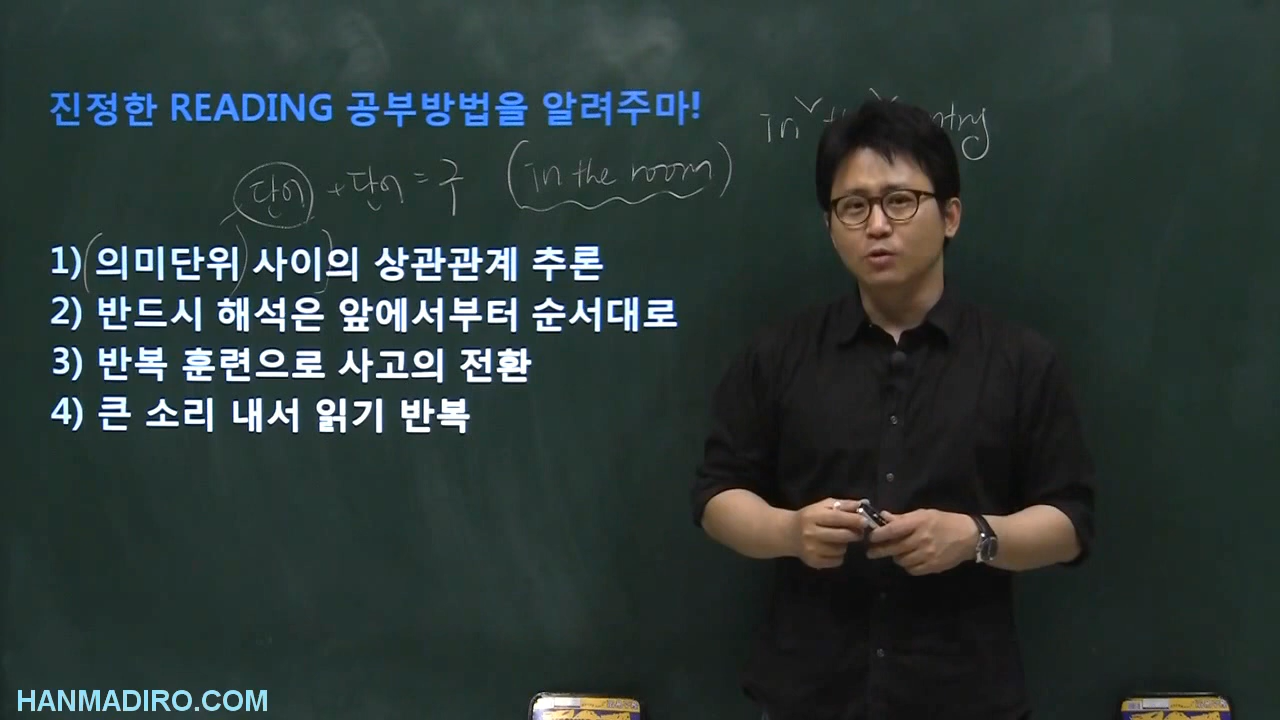 진정한 READING 공부방법을 알려주마!
in
단어 + 단어 = 구 (in the room)
1) 의미단위 사이의 상관관계 추론
2) 반드시 해석은 앞에서부터 순서대로
3) 반복 훈련으로 사고의 전환
4) 큰 소리 내서 읽기 반복
HANMADIRO.COM